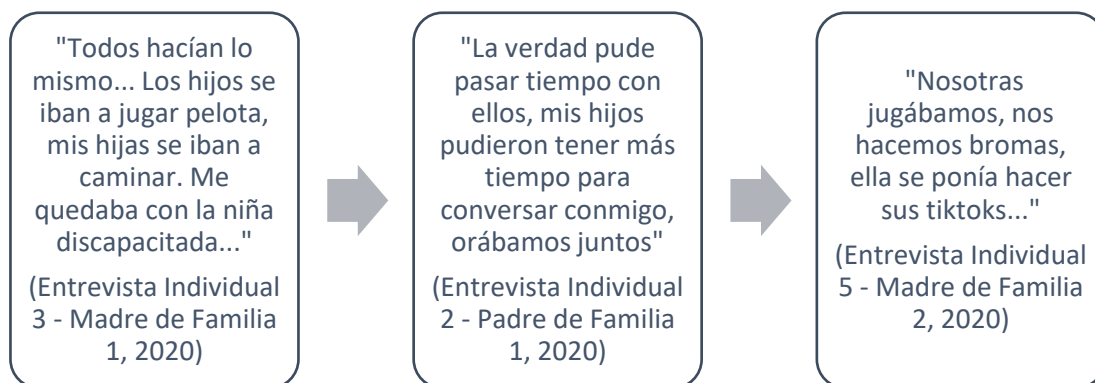 "Todos hacían lo
mismo... Los hijos se
iban a jugar pelota,
mis hijas se iban a
caminar. Me
quedaba con la niña
discapacitada..."
(Entrevista Individual
3 - Madre de Familia
1, 2020)
"La verdad pude
pasar tiempo con
ellos, mis hijos
pudieron tener más
tiempo para
conversar conmigo,
orábamos juntos"
(Entrevista Individual
2 - Padre de Familia
1, 2020)
"Nosotras
jugábamos, nos
hacemos bromas,
ella se ponía hacer
sus tiktoks..."
(Entrevista Individual
5 - Madre de Familia
2, 2020)